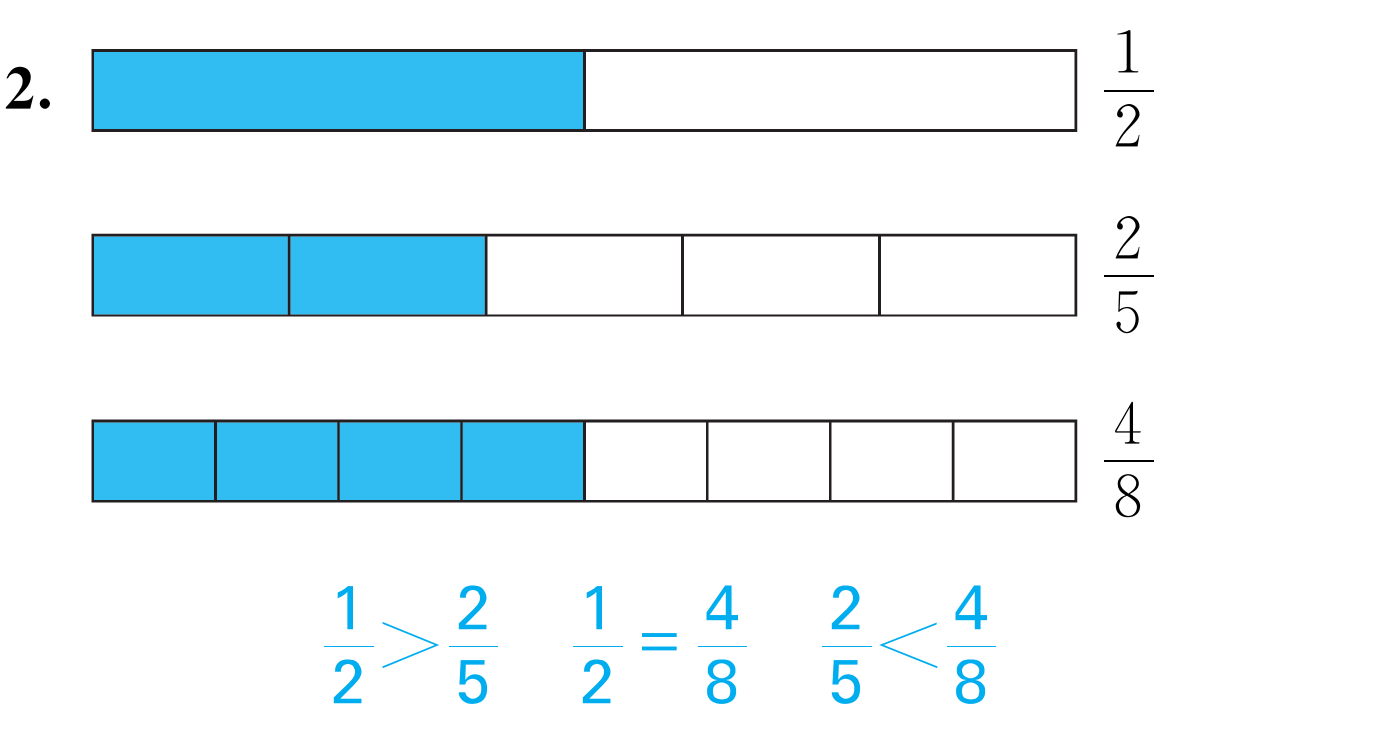 2.
1/2
2/5
4/8
1/2 > 2/5 1/2 = 4/8 2/5 < 4/8